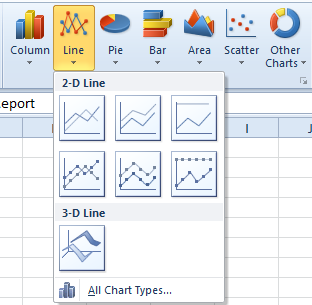 Column Line Pie Bar Area Scatter Other Charts
2-D Line
eport
I
3-D Line
All Chart Types...